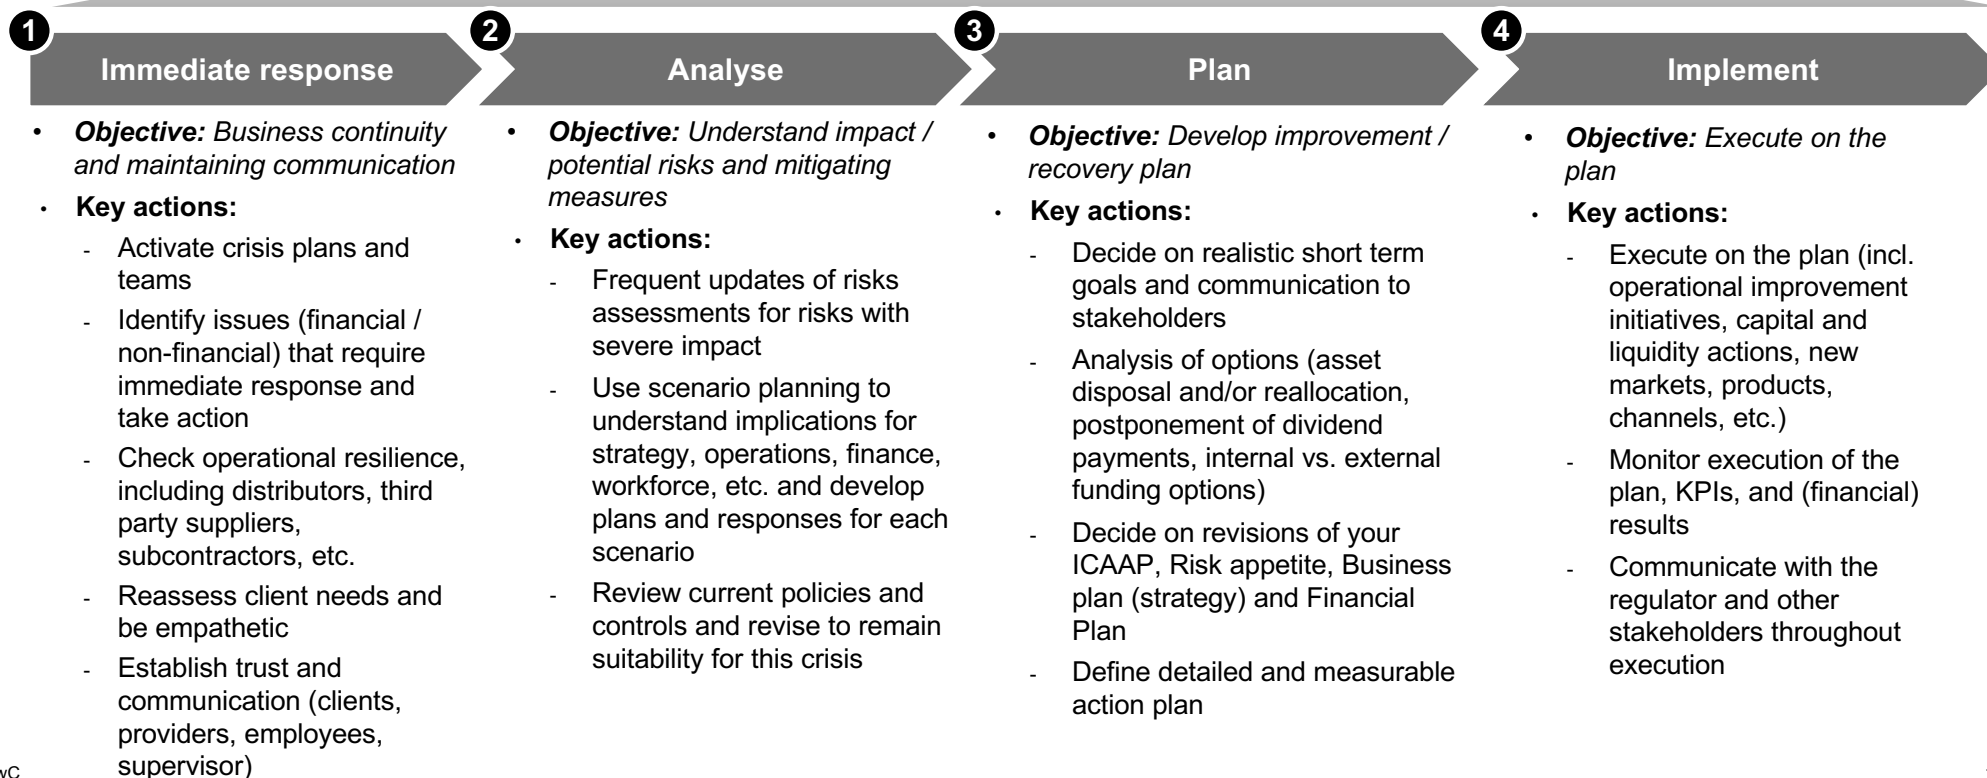 1
Immediate response
• Objective: Business continuity
and maintaining communication
• Key actions:
- Activate crisis plans and
teams
- Identify issues (financial /
non-financial) that require
immediate response and
take action
- Check operational resilience,
including distributors, third
party suppliers,
subcontractors, etc.
- Reassess client needs and
be empathetic
- Establish trust and
communication (clients,
providers, employees,
supervisor)
2
Analyse
• Objective: Understand impact /
potential risks and mitigating
measures
• Key actions:
- Frequent updates of risks
assessments for risks with
severe impact
- Use scenario planning to
understand implications for
strategy, operations, finance,
workforce, etc. and develop
plans and responses for each
scenario
- Review current policies and
controls and revise to remain
suitability for this crisis
3
Plan
• Objective: Develop improvement /
recovery plan
• Key actions:
- Decide on realistic short term
goals and communication to
stakeholders
- Analysis of options (asset
disposal and/or reallocation,
postponement of dividend
payments, internal vs. external
funding options)
- Decide on revisions of your
ICAAP, Risk appetite, Business
plan (strategy) and Financial
Plan
- Define detailed and measurable
action plan
4
Implement
• Objective: Execute on the
plan
• Key actions:
- Execute on the plan (incl.
operational improvement
initiatives, capital and
liquidity actions, new
markets, products,
channels, etc.)
- Monitor execution of the
plan, KPIs, and (financial)
results
- Communicate with the
regulator and other
stakeholders throughout
execution